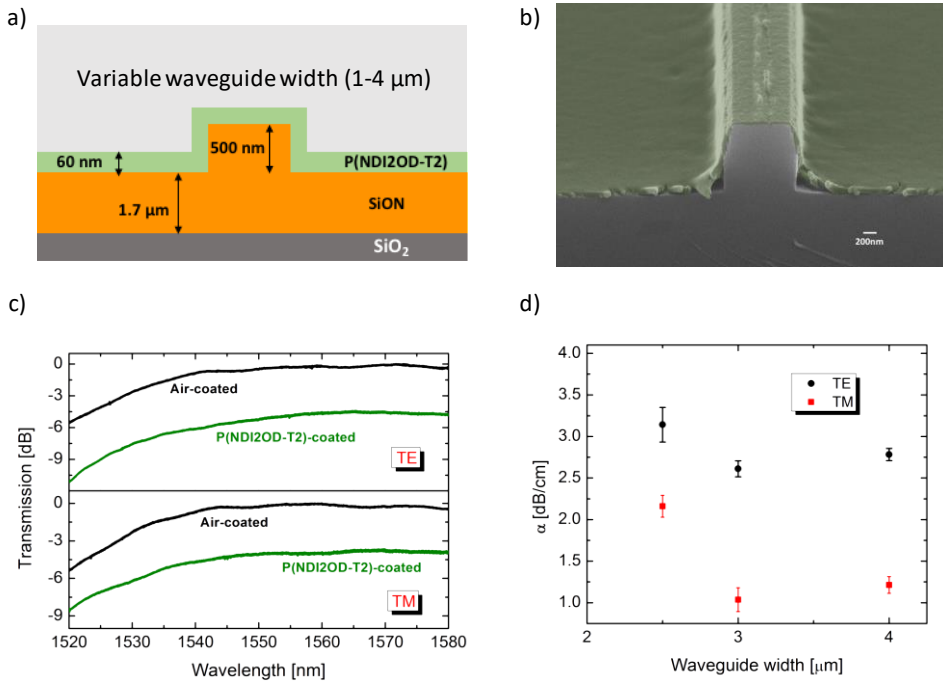 a)
Variable waveguide width (1-4 μm)
60 nm
500 nm
P(NDI2OD-T2)
1.7 μm
SiON
SiO2
b)
200nm
c)
Transmission [dB]
0
-3
-6
-9
Air-coated
P(NDI2OD-T2)-coated
TE
0
-3
-6
-9
Air-coated
P(NDI2OD-T2)-coated
TM
1520 1530 1540 1550 1560 1570 1580
Wavelength [nm]
d)
α [dB/cm]
4.0
3.5
3.0
2.5
2.0
1.5
1.0
TE
TM
2 3 4
Waveguide width [μm]